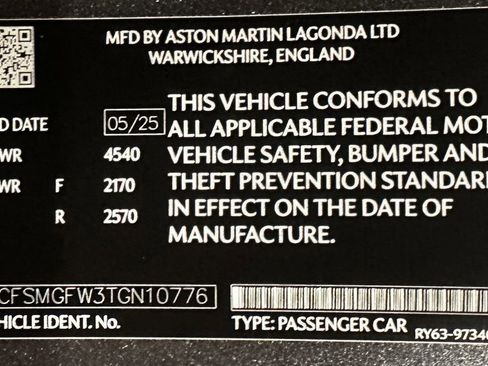 MFD BY ASTON MARTIN LAGONDA LTD
WARWICKSHIRE, ENGLAND
D DATE 05/25
WR 4540
WR F 2170
R 2570
THIS VEHICLE CONFORMS TO
ALL APPLICABLE FEDERAL MOT
VEHICLE SAFETY, BUMPER AND
THEFT PREVENTION STANDARD
IN EFFECT ON THE DATE OF
MANUFACTURE.
CFSMGFW3TGN10776
HICLE IDENT. No.
TYPE: PASSENGER CAR
RY63-97340